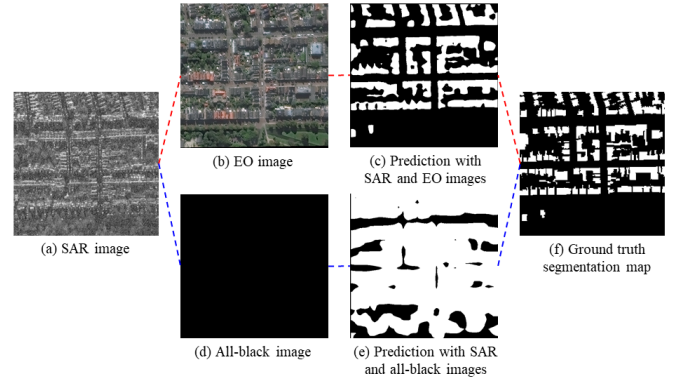 (a) SAR image
(b) EO image
(c) Prediction with
SAR and EO images
(d) All-black image
(e) Prediction with SAR
and all-black images
(f) Ground truth
segmentation map